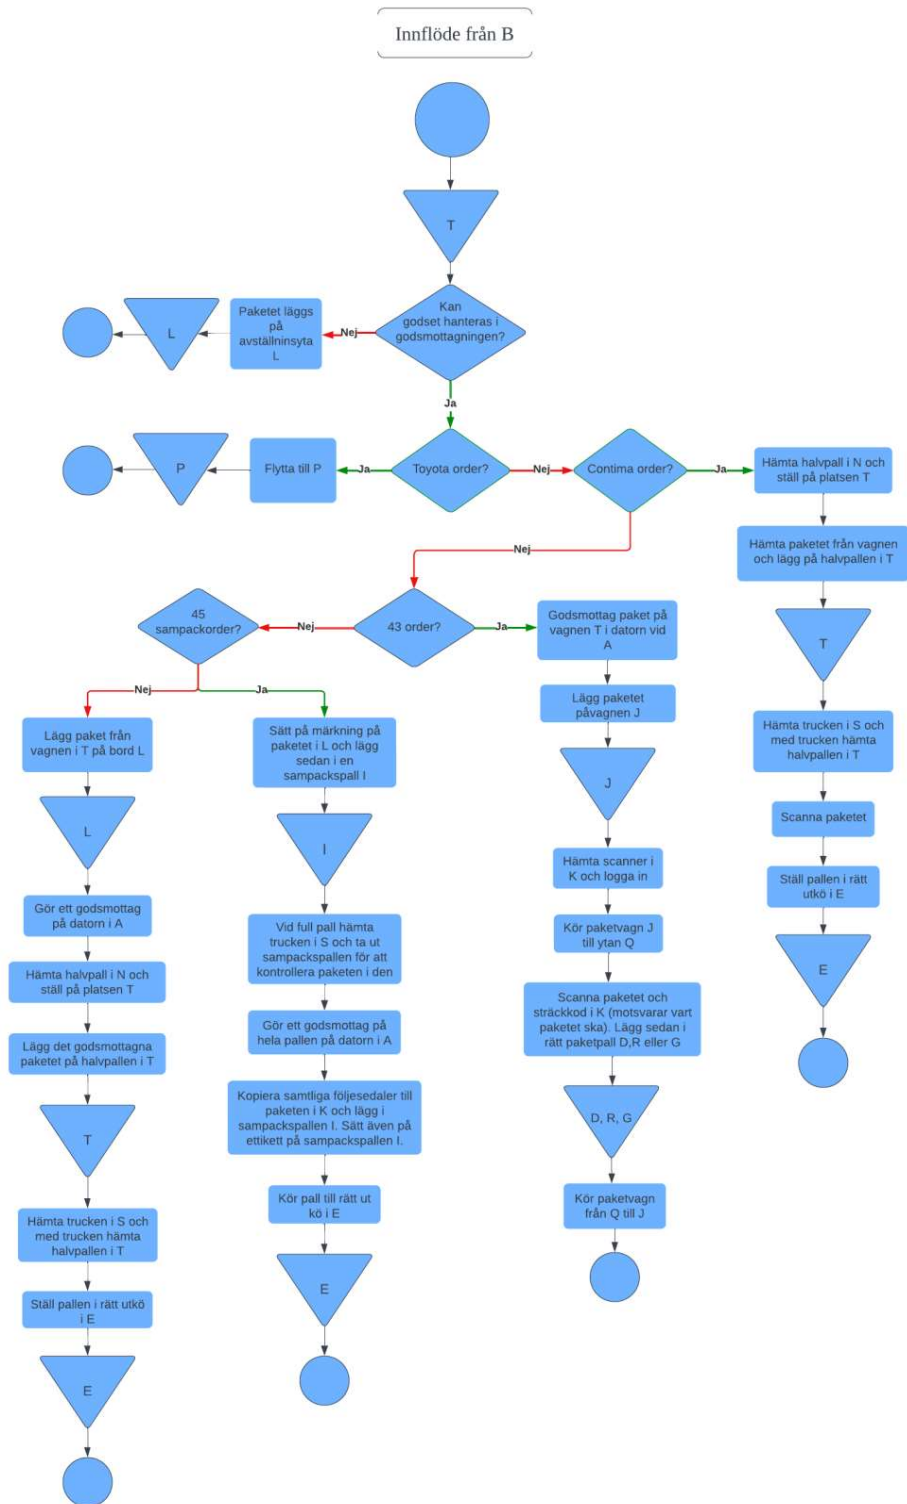 Innflöde från B
T
Kan
godset hanteras i
godsmottagningen?
Nej
Paketet läggs
på
avställninsyta
L
L
Ja
Toyota order?
Ja
Flytta till P
P
Nej
Contima order?
Ja
Hämta halvpall i N och
ställ på platsen T
Hämta paketet från vagnen
och lägg på halvpallen i T
T
Hämta trucken i S och
med trucken hämta
halvpallen i T
Scanna paketet
Ställ pallen i rätt
utkö i E
E
Nej
43 order?
Ja
Godsmottag paket på
vagnen T i datorn vid
A
Lägg paketet
påvagnen J
J
Hämta scanner i
K och logga in
Kör paketvagn J
till ytan Q
Scanna paketet och
sträckkod i K (motsvarar vart
paketet ska). Lägg sedan i
rätt paketpall D,R eller G
D, R, G
Kör paketvagn
från Q till J
Nej
45
sampackorder?
Ja
Sätt på märkning på
paketet i L och lägg
sedan i en
sampackspall I
I
Vid full pall hämta
trucken i S och ta ut
sampackspallen för att
kontrollera paketen i den
Gör ett godsmottag på
hela pallen på datorn i A
Kopiera samtliga följesedaler till
paketen i K och lägg i
sampackspallen I. Sätt även på
ettikett på sampackspallen I.
Kör pall till rätt ut
kö i E
E
Nej
Lägg paket från
vagnen i T på bord L
L
Gör ett godsmottag
på datorn i A
Hämta halvpall i N och
ställ på platsen T
Lägg det godsmottagna
paketet på halvpallen i T
T
Hämta trucken i S och
med trucken hämta
halvpallen i T
Ställ pallen i rätt utkö
i E
E